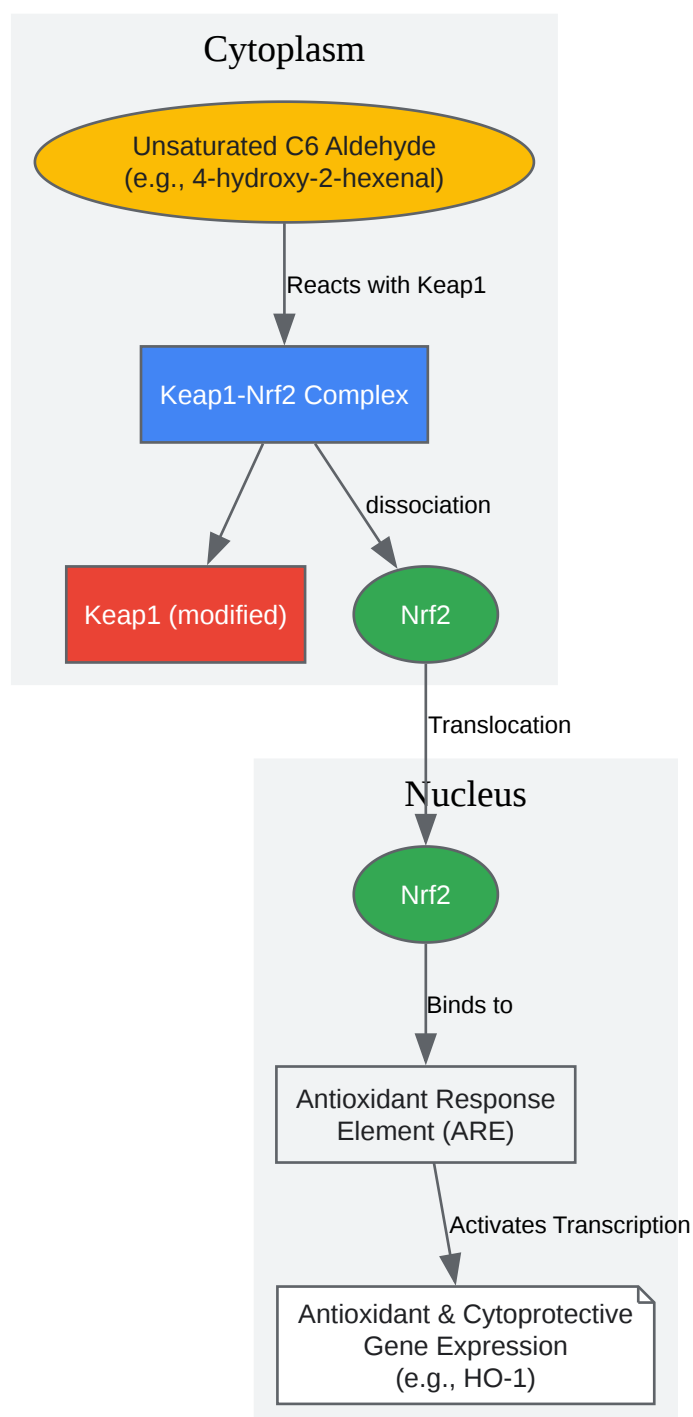 Cytoplasm
Unsaturated C6 Aldehyde
(e.g., 4-hydroxy-2-hexenal)
Reacts with Keap1
Keap1-Nrf2 Complex
dissociation
Keap1 (modified)
Nrf2
Translocation
Nucleus
Nrf2
Binds to
Antioxidant Response
Element (ARE)
Activates Transcription
Antioxidant & Cytoprotective
Gene Expression
(e.g., HO-1)